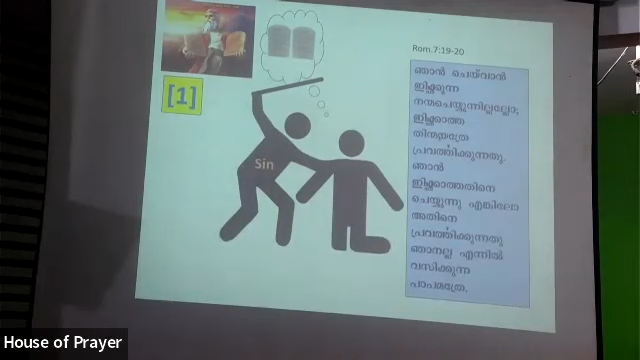 Rom.7:19-20
[1]
Sin
ഞാൻ ചെയ്‌വാൻ
ഇച്ഛിക്കുന്ന
നന്മചെയ്യുന്നില്ലല്ലോ;
ഇച്ഛിക്കാത്ത
തിന്മയത്രേ
പ്രവർത്തിക്കുന്നതു.
ഞാൻ
ഇച്ഛിക്കാത്തതിനെ
ചെയ്യുന്നു എങ്കിലോ
അതിനെ
പ്രവർത്തിക്കുന്നതു
ഞാനല്ല എന്നിൽ
വസിക്കുന്ന
പാപമത്രേ.
House of Prayer